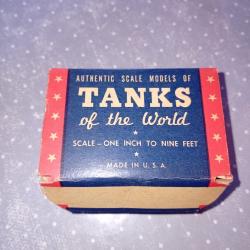 AUTHENTIC SCALE MODELS OF
TANKS
of the World
SCALE - ONE INCH TO NINE FEET
MADE IN U. S. A.